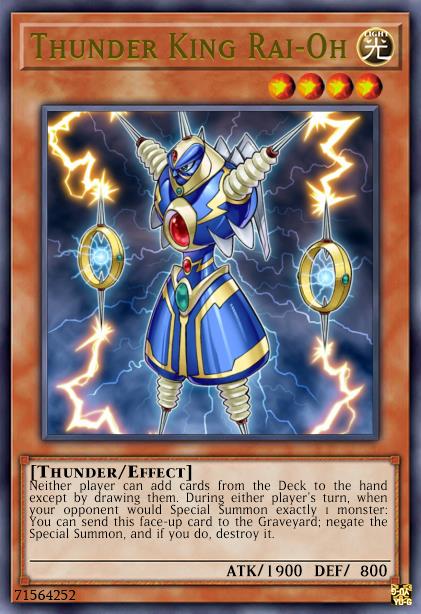 Thunder King Rai-Oh
LIGHT
光
[Thunder/Effect]
Neither player can add cards from the Deck to the hand
except by drawing them. During either player's turn, when
your opponent would Special Summon exactly 1 monster:
You can send this face-up card to the Graveyard; negate the
Special Summon, and if you do, destroy it.
ATK/1900 DEF/ 800
71564252